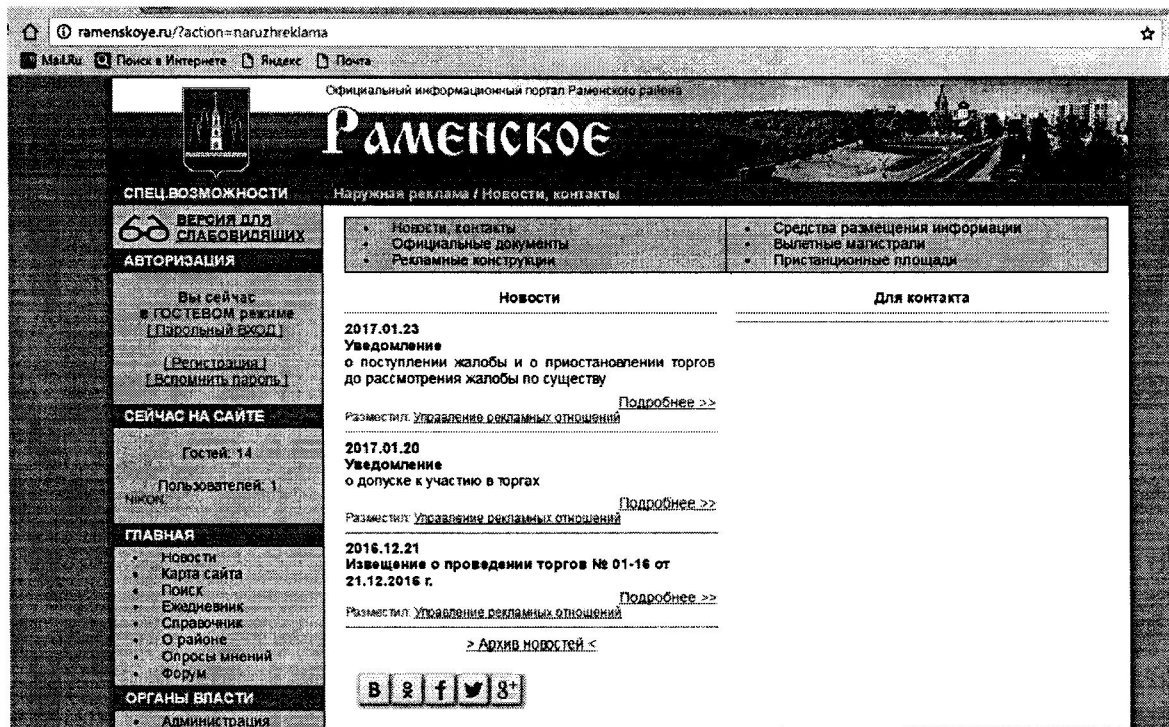 ramenskoye.ru/?action=naruzhreklama
Mail.Ru Поиск в Интернете Яндекс Почта
Официальный информационный портал Раменского района
Раменское
СПЕЦ.ВОЗМОЖНОСТИ
Наружная реклама / Новости, контакты
ВЕРСИЯ ДЛЯ
СЛАБОВИДЯЩИХ
АВТОРИЗАЦИЯ
Вы сейчас
в ГОСТЕВОМ режиме
[ Парольный ВХОД ]
[ Регистрация ]
[ Вспомнить пароль ]
СЕЙЧАС НА САЙТЕ
Гостей: 14
Пользователей: 1
NIKON
ГЛАВНАЯ
• Новости
• Карта сайта
• Поиск
• Ежедневник
• Справочник
• О районе
• Опросы мнений
• Форум
ОРГАНЫ ВЛАСТИ
• Администрация
• Новости, контакты
• Официальные документы
• Рекламные конструкции
• Средства размещения информации
• Вылетные магистрали
• Пристанционные площади
Новости
2017.01.23
Уведомление
о поступлении жалобы и о приостановлении торгов
до рассмотрения жалобы по существу
Подробнее >>
Разместил: Управление рекламных отношений
2017.01.20
Уведомление
о допуске к участию в торгах
Подробнее >>
Разместил: Управление рекламных отношений
2016.12.21
Извещение о проведении торгов № 01-16 от
21.12.2016 г.
Подробнее >>
Разместил: Управление рекламных отношений
> Архив новостей <
Для контакта